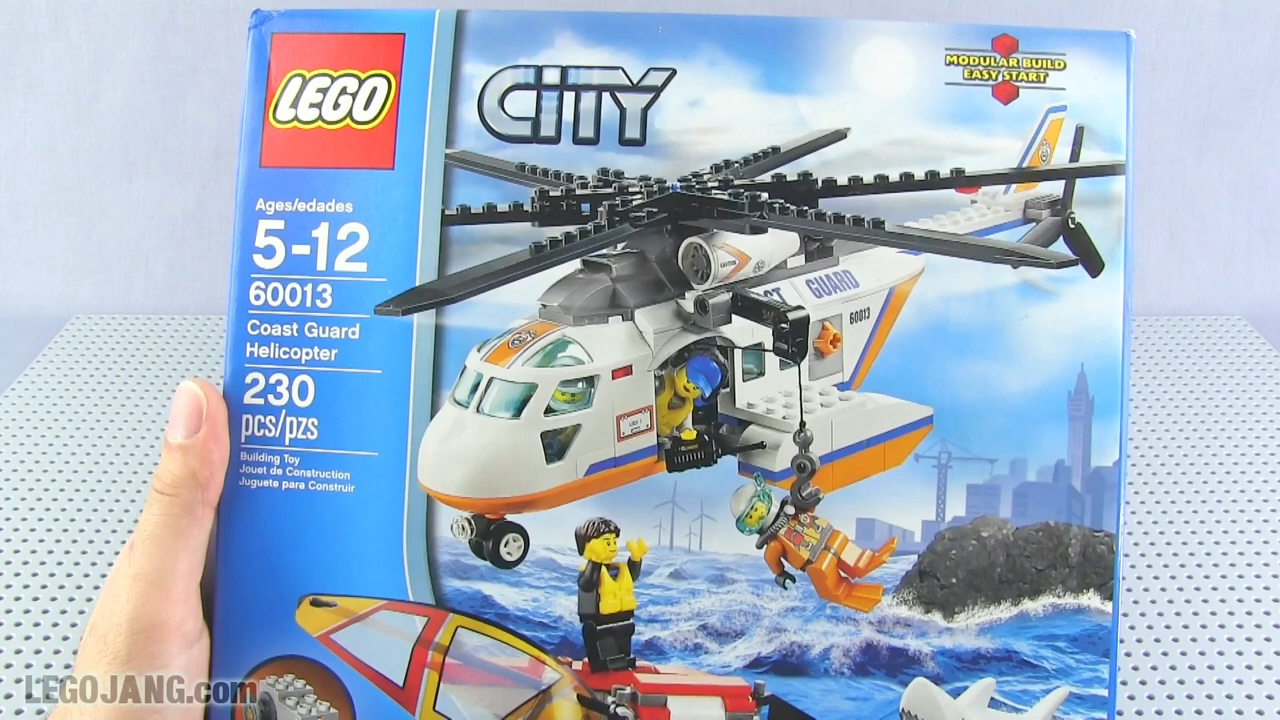 LEGO
CITY
MODULAR BUILD
EASY START
Ages/edades
5-12
60013
Coast Guard
Helicopter
230
pcs/pzs
Building Toy
Jouet de Construction
Juguete para Construir
GUARD
60013
CAUTION
LEGOJANG.com